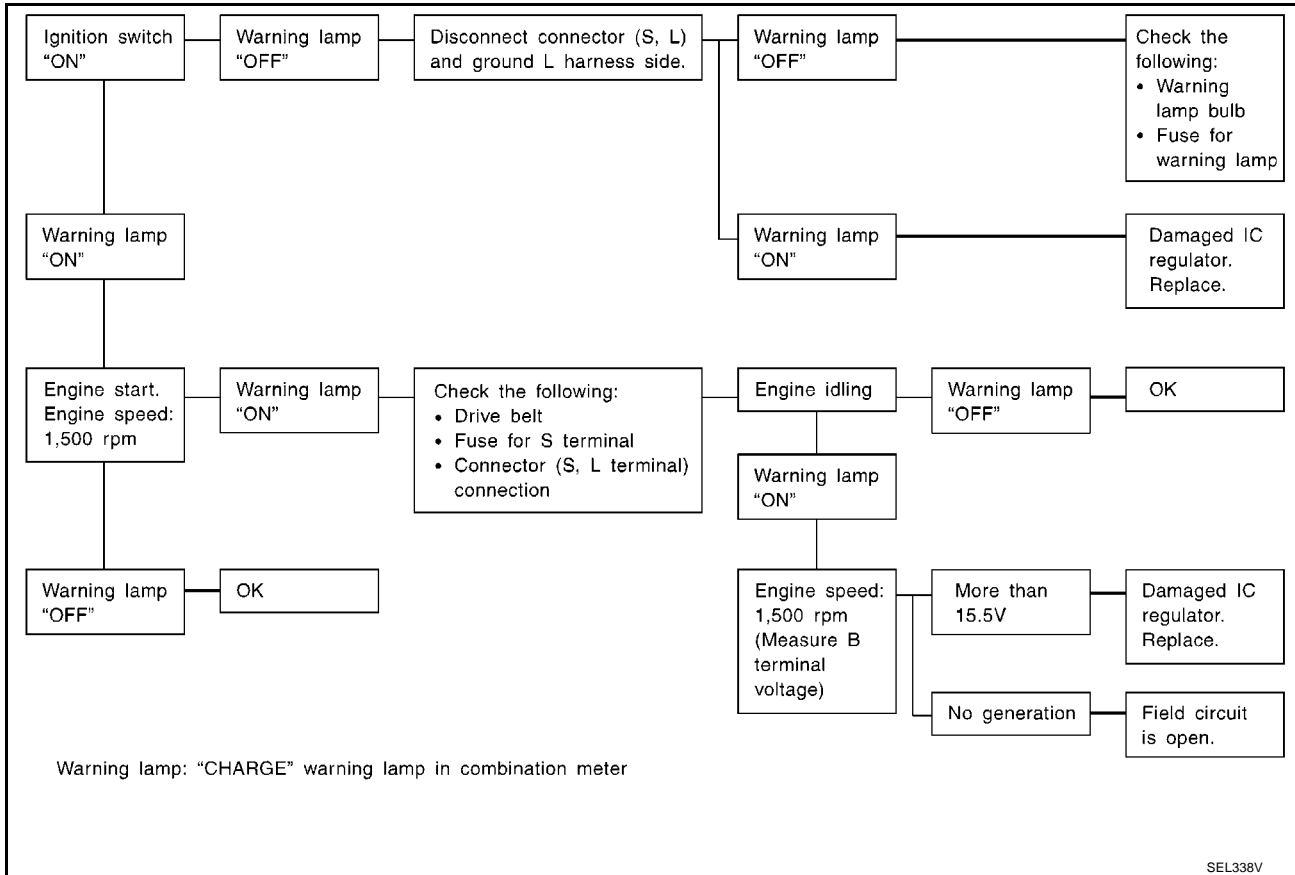 Ignition switch
“ON”
Warning lamp
“OFF”
Disconnect connector (S, L)
and ground L harness side.
Warning lamp
“OFF”
Check the
following:
• Warning
lamp bulb
• Fuse for
warning lamp
Warning lamp
“ON”
Warning lamp
“ON”
Damaged IC
regulator.
Replace.
Engine start.
Engine speed:
1,500 rpm
Warning lamp
“ON”
Check the following:
• Drive belt
• Fuse for S terminal
• Connector (S, L terminal)
connection
Engine idling
Warning lamp
“OFF”
OK
Warning lamp
“ON”
Warning lamp
“OFF”
OK
Engine speed:
1,500 rpm
(Measure B
terminal
voltage)
More than
15.5V
Damaged IC
regulator.
Replace.
No generation
Field circuit
is open.
Warning lamp: “CHARGE” warning lamp in combination meter
SEL338V